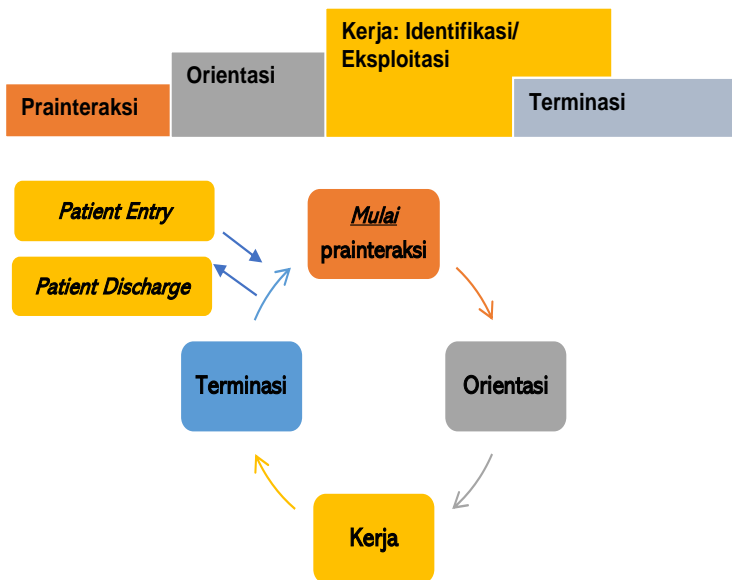 Kerja: Identifikasi/
Eksploitasi
Orientasi
Prainteraksi
Terminasi
Patient Entry
Mulai
prainteraksi
Patient Discharge
Terminasi
Orientasi
Kerja